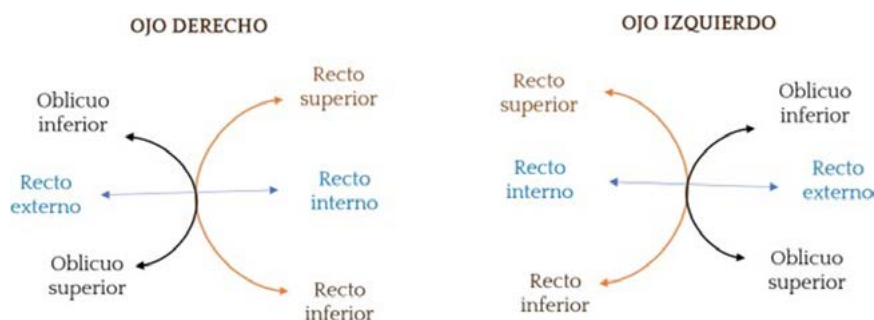 OJO DERECHO
Oblicuo
inferior
Recto
superior
Recto
externo
Recto
interno
Oblicuo
superior
Recto
inferior
OJO IZQUIERDO
Recto
superior
Oblicuo
inferior
Recto
interno
Recto
externo
Recto
inferior
Oblicuo
superior